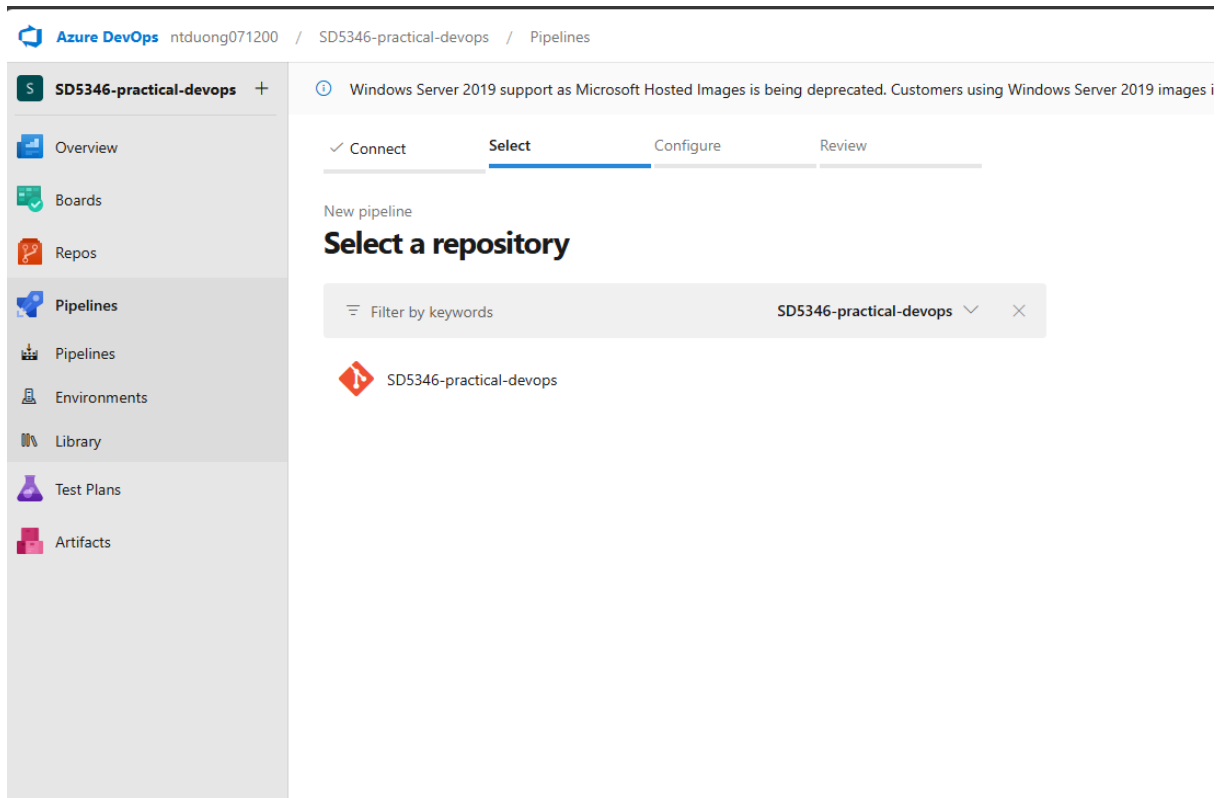 Azure DevOps ntduong071200 / SD5346-practical-devops / Pipelines
S SD5346-practical-devops +
Windows Server 2019 support as Microsoft Hosted Images is being deprecated. Customers using Windows Server 2019 images i
Overview
Boards
Repos
Pipelines
Pipelines
Environments
Library
Test Plans
Artifacts
Connect Select Configure Review
New pipeline
Select a repository
Filter by keywords SD5346-practical-devops
SD5346-practical-devops